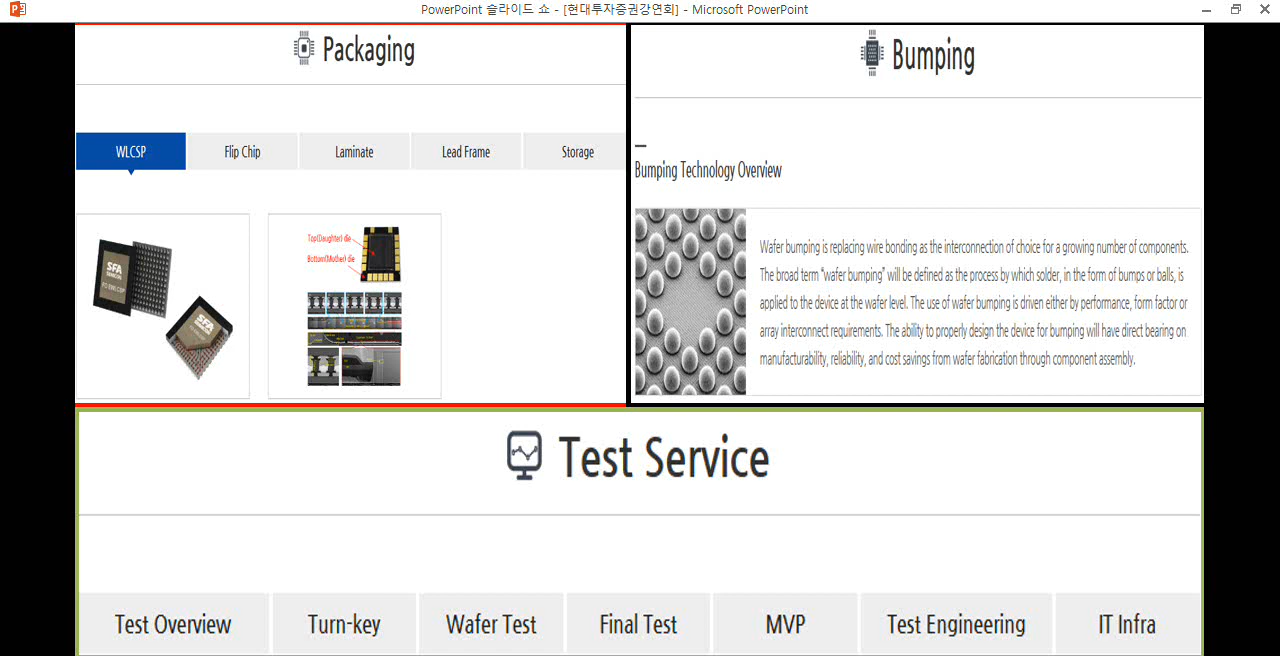 PowerPoint 슬라이드 쇼 - [현대투자증권강연회] - Microsoft PowerPoint
Packaging
WLCSP
Flip Chip
Laminate
Lead Frame
Storage
SFA
SEMICON
SFA
Top(Daughter) die
Bottom(Mother) die
Bumping
Bumping Technology Overview
Wafer bumping is replacing wire bonding as the interconnection of choice for a growing number of components.
The broad term “wafer bumping” will be defined as the process by which solder, in the form of bumps or balls, is
applied to the device at the wafer level. The use of wafer bumping is driven either by performance, form factor or
array interconnect requirements. The ability to properly design the device for bumping will have direct bearing on
manufacturability, reliability, and cost savings from wafer fabrication through component assembly.
Test Service
Test Overview
Turn-key
Wafer Test
Final Test
MVP
Test Engineering
IT Infra